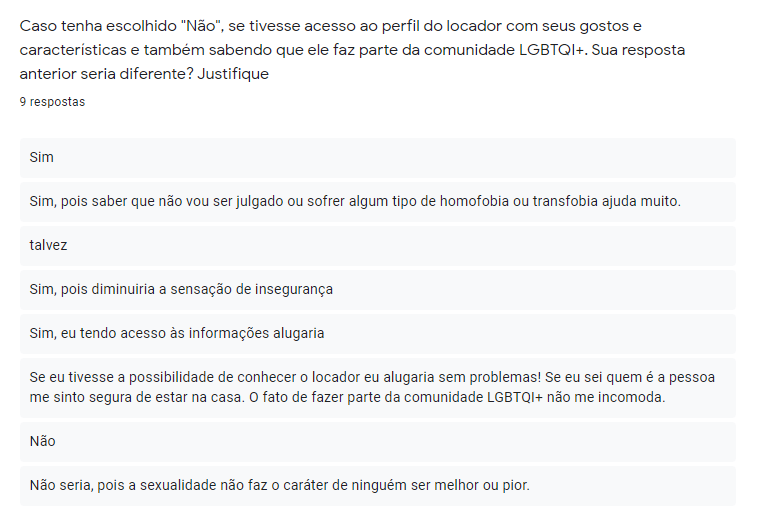 Caso tenha escolhido "Não", se tivesse acesso ao perfil do locador com seus gostos e
características e também sabendo que ele faz parte da comunidade LGBTQI+. Sua resposta
anterior seria diferente? Justifique
9 respostas
Sim
Sim, pois saber que não vou ser julgado ou sofrer algum tipo de homofobia ou transfobia ajuda muito.
talvez
Sim, pois diminuiria a sensação de insegurança
Sim, eu tendo acesso às informações alugaria
Se eu tivesse a possibilidade de conhecer o locador eu alugaria sem problemas! Se eu sei quem é a pessoa
me sinto segura de estar na casa. O fato de fazer parte da comunidade LGBTQI+ não me incomoda.
Não
Não seria, pois a sexualidade não faz o caráter de ninguém ser melhor ou pior.